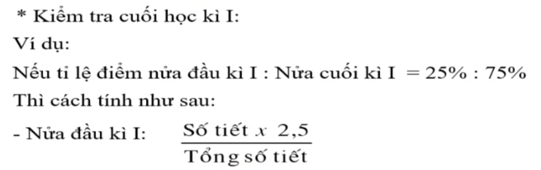 * Kiểm tra cuối học kì I:
Ví dụ:
Nếu tỉ lệ điểm nửa đầu kì I : Nửa cuối kì I = 25% : 75%
Thì cách tính như sau:
- Nửa đầu kì I: Số tiết x 2,5
Tổng số tiết